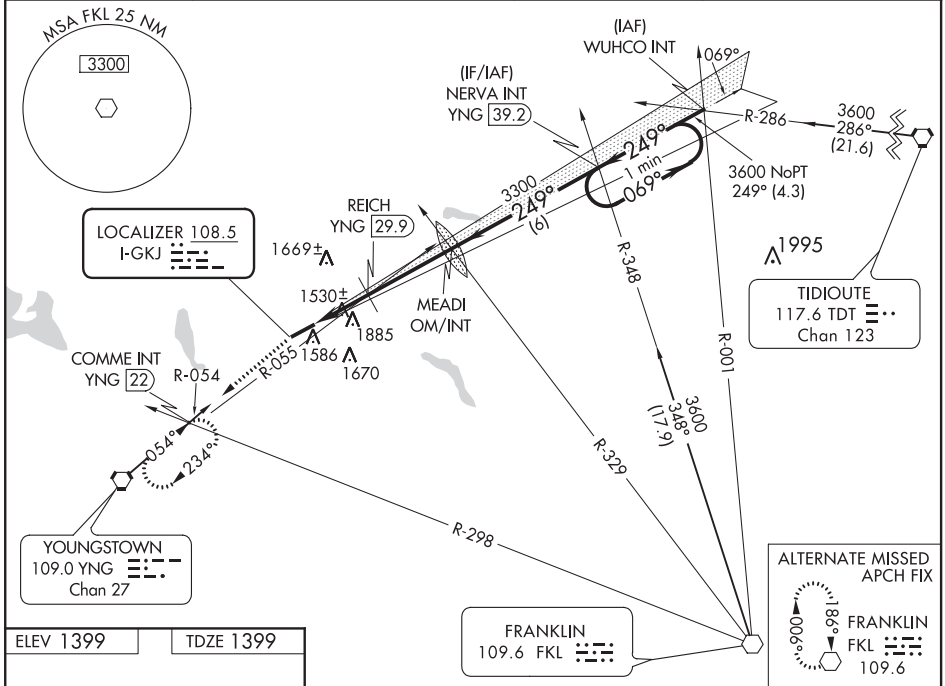 MSA FKL 25 NM
3300
(IAF)
WUHCO INT
069°
(IF/IAF)
NERVA INT
YNG 39.2
R-286
3600
286°
(21.6)
249°
1 min
069°
3600 NoPT
249° (4.3)
3300
249°
(6)
REICH
YNG 29.9
LOCALIZER 108.5
I-GKJ
1669±
1995
MEADI
OM/INT
TIDIOUTE
117.6 TDT
Chan 123
1530±
1885
1586
1670
R-348
R-001
R-055
COMME INT
YNG 22
R-054
054°
234°
3600
348°
(17.9)
R-329
R-298
YOUNGSTOWN
109.0 YNG
Chan 27
ALTERNATE MISSED
APCH FIX
006°
186°
FRANKLIN
FKL
109.6
FRANKLIN
109.6 FKL
ELEV 1399
TDZE 1399